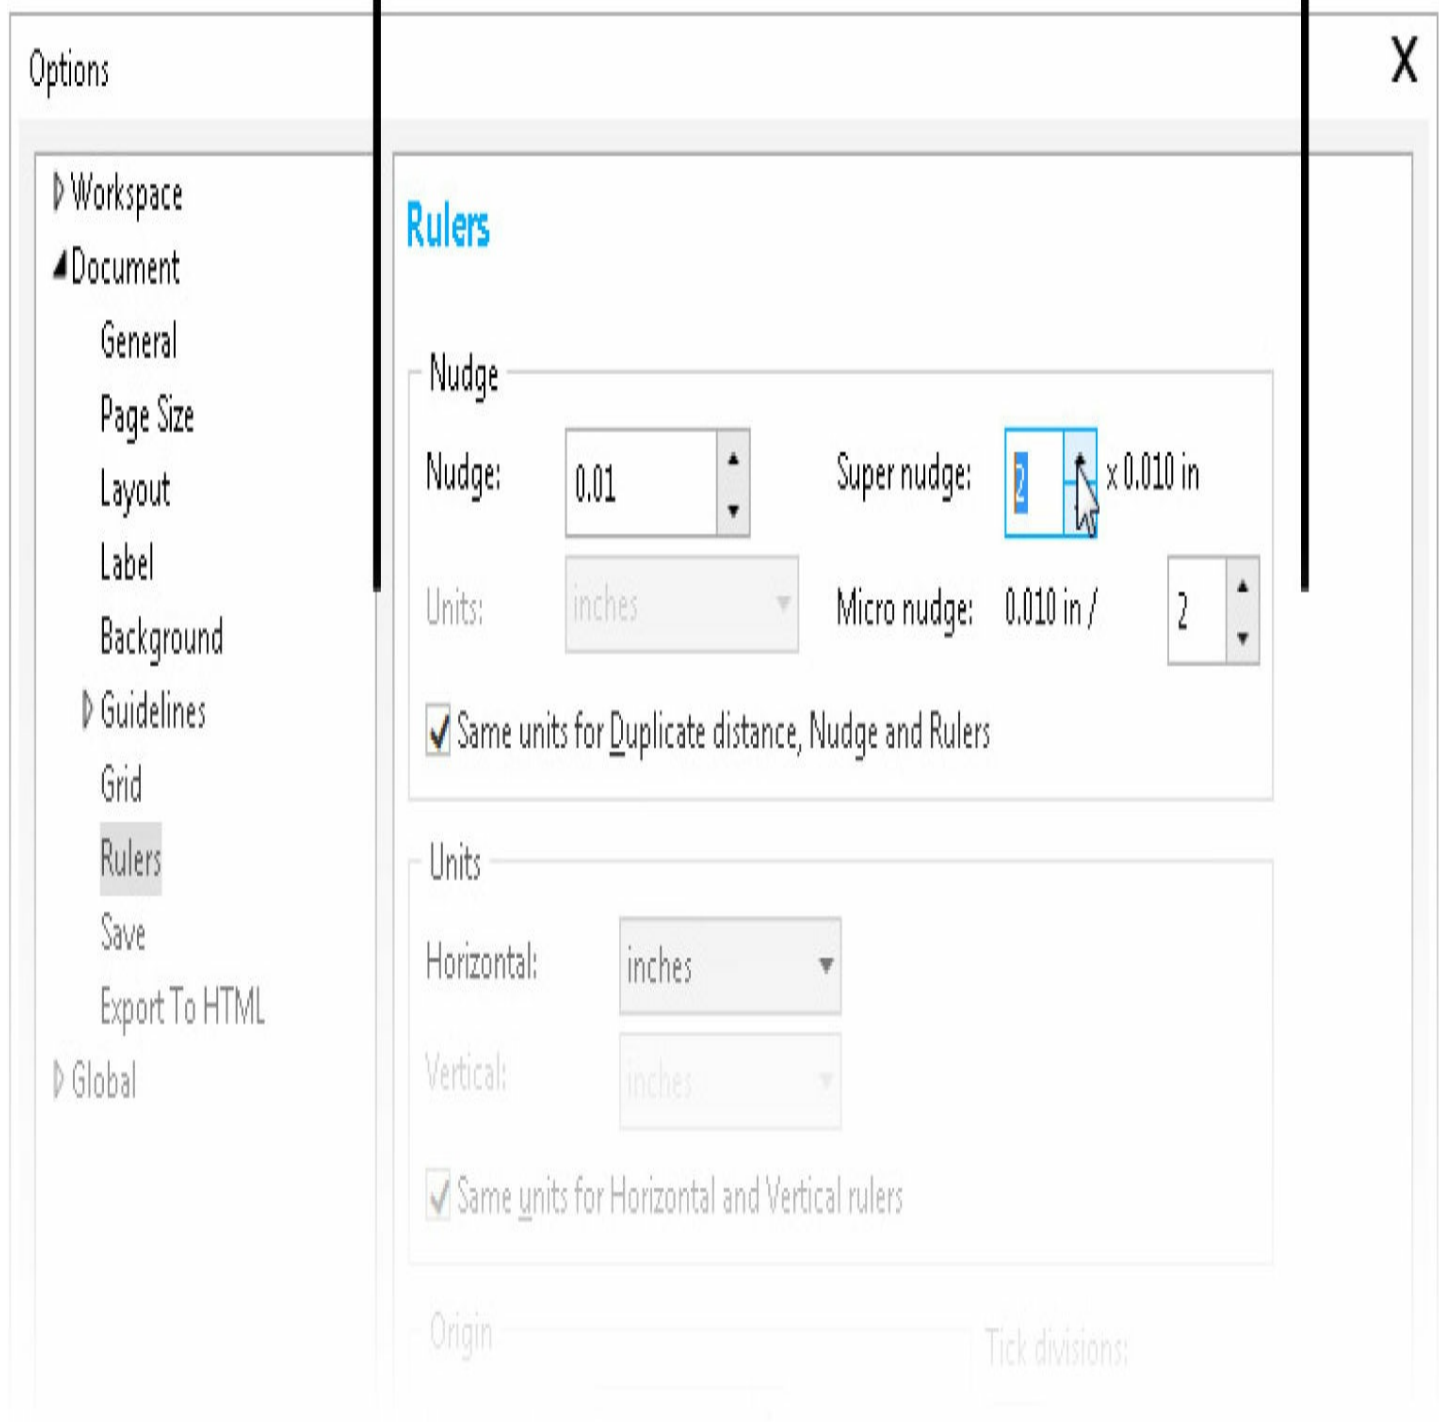 Options
X
Workspace
Document
General
Page Size
Layout
Label
Background
Guidelines
Grid
Rulers
Save
Export To HTML
Global
Rulers
Nudge
Nudge: 0.01 Super nudge: 2 x 0.010 in
Units: inches Micro nudge: 0.010 in / 2
Same units for Duplicate distance, Nudge and Rulers
Units
Horizontal: inches
Vertical: inches
Same units for Horizontal and Vertical rulers
Origin
Tick divisions: